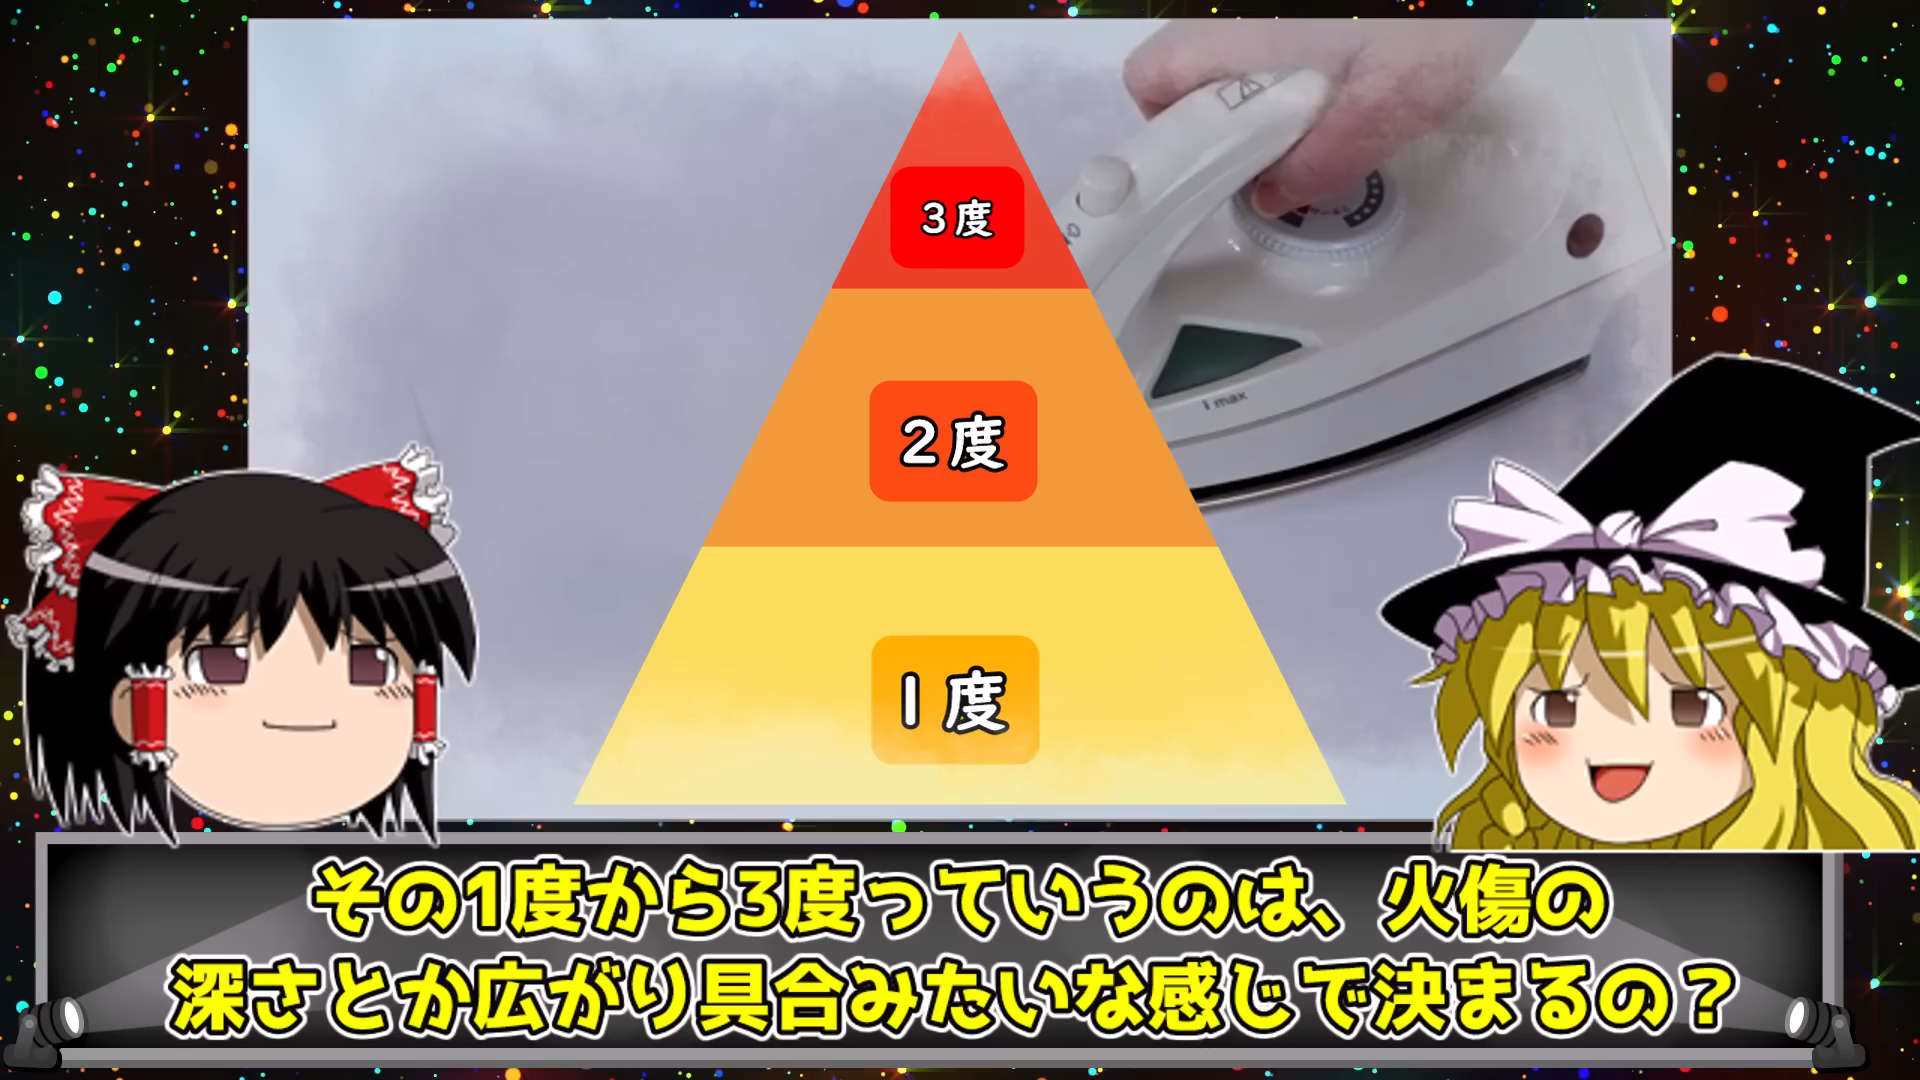 3度
2度
1度
1 max
その1度から3度っていうのは、火傷の
深さとか広がり具合みたいな感じで決まるの？